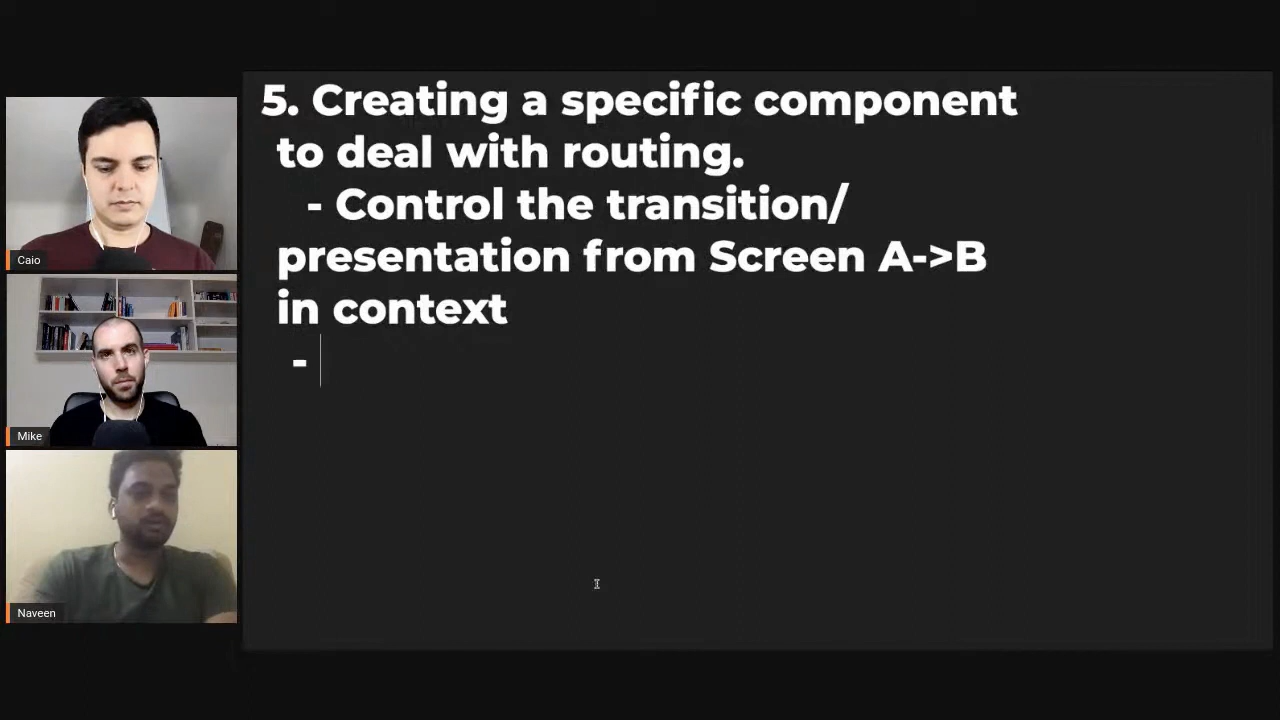 5. Creating a specific component
to deal with routing.
- Control the transition/
presentation from Screen A->B
in context
-
Caio
Mike
Naveen